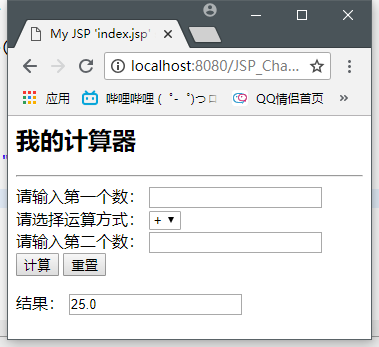 My JSP 'index.jsp'
localhost:8080/JSP_Cha...
应用 哔哩哔哩 ( ゜- ゜)つロ QQ情侣首页 »
我的计算器
请输入第一个数：
请选择运算方式： +
请输入第二个数：
计算 重置
结果： 25.0